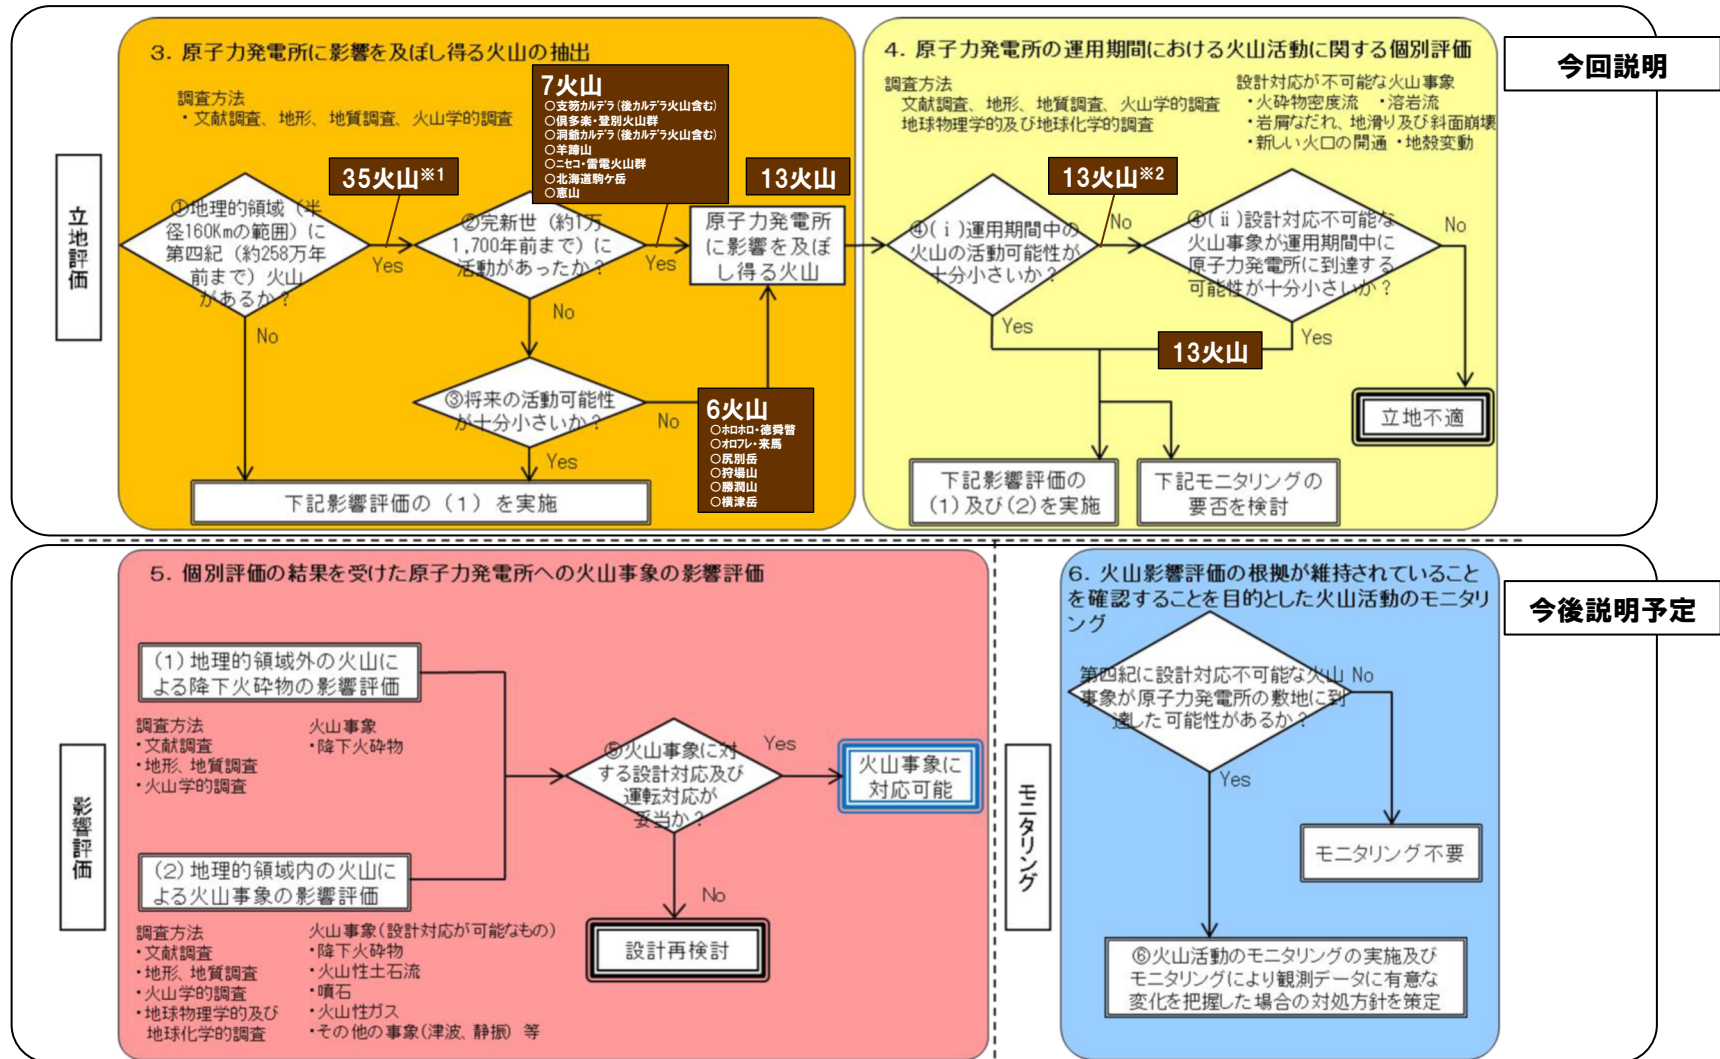 今回説明
立地評価
3. 原子力発電所に影響を及ぼし得る火山の抽出
調査方法
・文献調査、地形、地質調査、火山学的調査
①地理的領域（半
径160Kmの範囲）に
第四紀（約258万年
前まで）火山
があるか？
35火山※1
Yes
No
②完新世（約1万
1,700年前まで）に
活動があったか？
7火山
○支笏カルデラ(後カルデラ火山含む)
○倶多楽・登別火山群
○洞爺カルデラ(後カルデラ火山含む)
○羊蹄山
○ニセコ・雷電火山群
○北海道駒ケ岳
○恵山
Yes
No
13火山
原子力発電所
に影響を及ぼ
し得る火山
③将来の活動可能性
が十分小さいか？
No
Yes
6火山
○ホロホロ・徳舜瞥
○オロフレ・来馬
○尻別岳
○狩場山
○勝澗山
○横津岳
下記影響評価の（1）を実施
4. 原子力発電所の運用期間における火山活動に関する個別評価
調査方法
文献調査、地形、地質調査、火山学的調査
地球物理学的及び地球化学的調査
設計対応が不可能な火山事象
・火砕物密度流 ・溶岩流
・岩屑なだれ、地滑り及び斜面崩壊
・新しい火口の開通 ・地殻変動
④(ⅰ)運用期間中の
火山の活動可能性が
十分小さいか？
13火山※2
No
Yes
④(ⅱ)設計対応不可能な
火山事象が運用期間中に
原子力発電所に到達する
可能性が十分小さいか？
No
Yes
13火山
立地不適
下記影響評価の
(1)及び(2)を実施
下記モニタリングの
要否を検討
今後説明予定
影響評価
5. 個別評価の結果を受けた原子力発電所への火山事象の影響評価
(1)地理的領域外の火山に
よる降下火砕物の影響評価
調査方法
・文献調査
・地形、地質調査
・火山学的調査
火山事象
・降下火砕物
(2)地理的領域内の火山に
よる火山事象の影響評価
調査方法
・文献調査
・地形、地質調査
・火山学的調査
・地球物理学的及び
地球化学的調査
火山事象(設計対応が可能なもの)
・降下火砕物
・火山性土石流
・噴石
・火山性ガス
・その他の事象(津波、静振) 等
⑤火山事象に対
する設計対応及び
運転対応が
妥当か？
Yes
火山事象に
対応可能
No
設計再検討
モニタリング
6. 火山影響評価の根拠が維持されていること
を確認することを目的とした火山活動のモニタリ
ング
第四紀に設計対応不可能な火山
事象が原子力発電所の敷地に到
達した可能性があるか？
No
Yes
モニタリング不要
⑥火山活動のモニタリングの実施及び
モニタリングにより観測データに有意な
変化を把握した場合の対処方針を策定